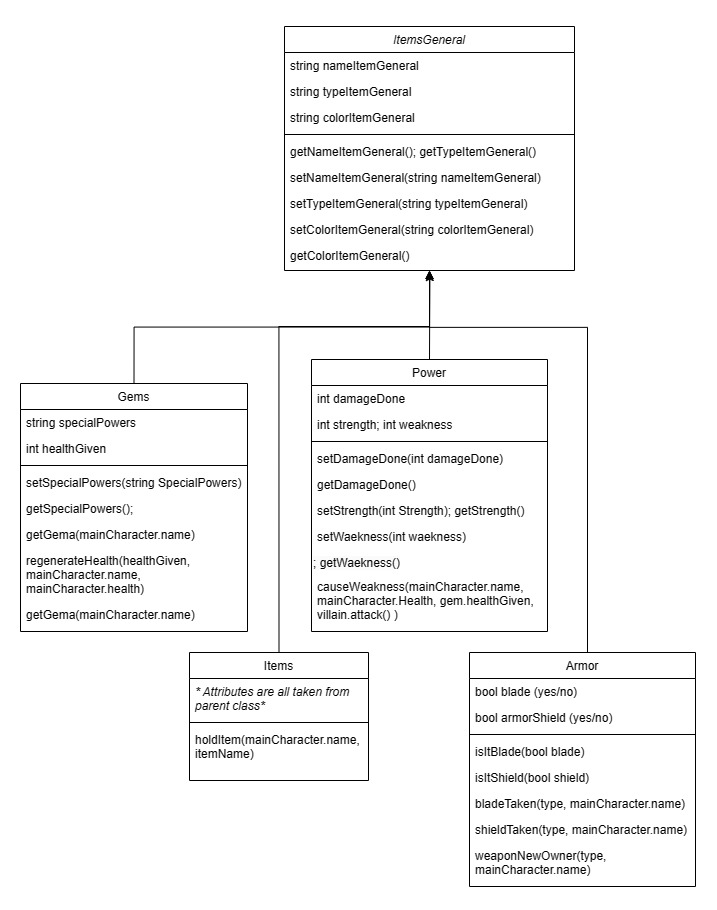 ItemsGeneral
string nameItemGeneral
string typeItemGeneral
string colorItemGeneral
getNameItemGeneral(); getTypeItemGeneral()
setNameItemGeneral(string nameItemGeneral)
setTypeItemGeneral(string typeItemGeneral)
setColorItemGeneral(string colorItemGeneral)
getColorItemGeneral()
Gems
string specialPowers
int healthGiven
setSpecialPowers(string SpecialPowers)
getSpecialPowers();
getGema(mainCharacter.name)
regenerateHealth(healthGiven,
mainCharacter.name,
mainCharacter.health)
getGema(mainCharacter.name)
Power
int damageDone
int strength; int weakness
setDamageDone(int damageDone)
getDamageDone()
setStrength(int Strength); getStrength()
setWaekness(int waekness)
; getWaekness()
causeWeakness(mainCharacter.name,
mainCharacter.Health, gem.healthGiven,
villain.attack() )
Items
* Attributes are all taken from
parent class*
holdItem(mainCharacter.name,
itemName)
Armor
bool blade (yes/no)
bool armorShield (yes/no)
isItBlade(bool blade)
isItShield(bool shield)
bladeTaken(type, mainCharacter.name)
shieldTaken(type, mainCharacter.name)
weaponNewOwner(type,
mainCharacter.name)